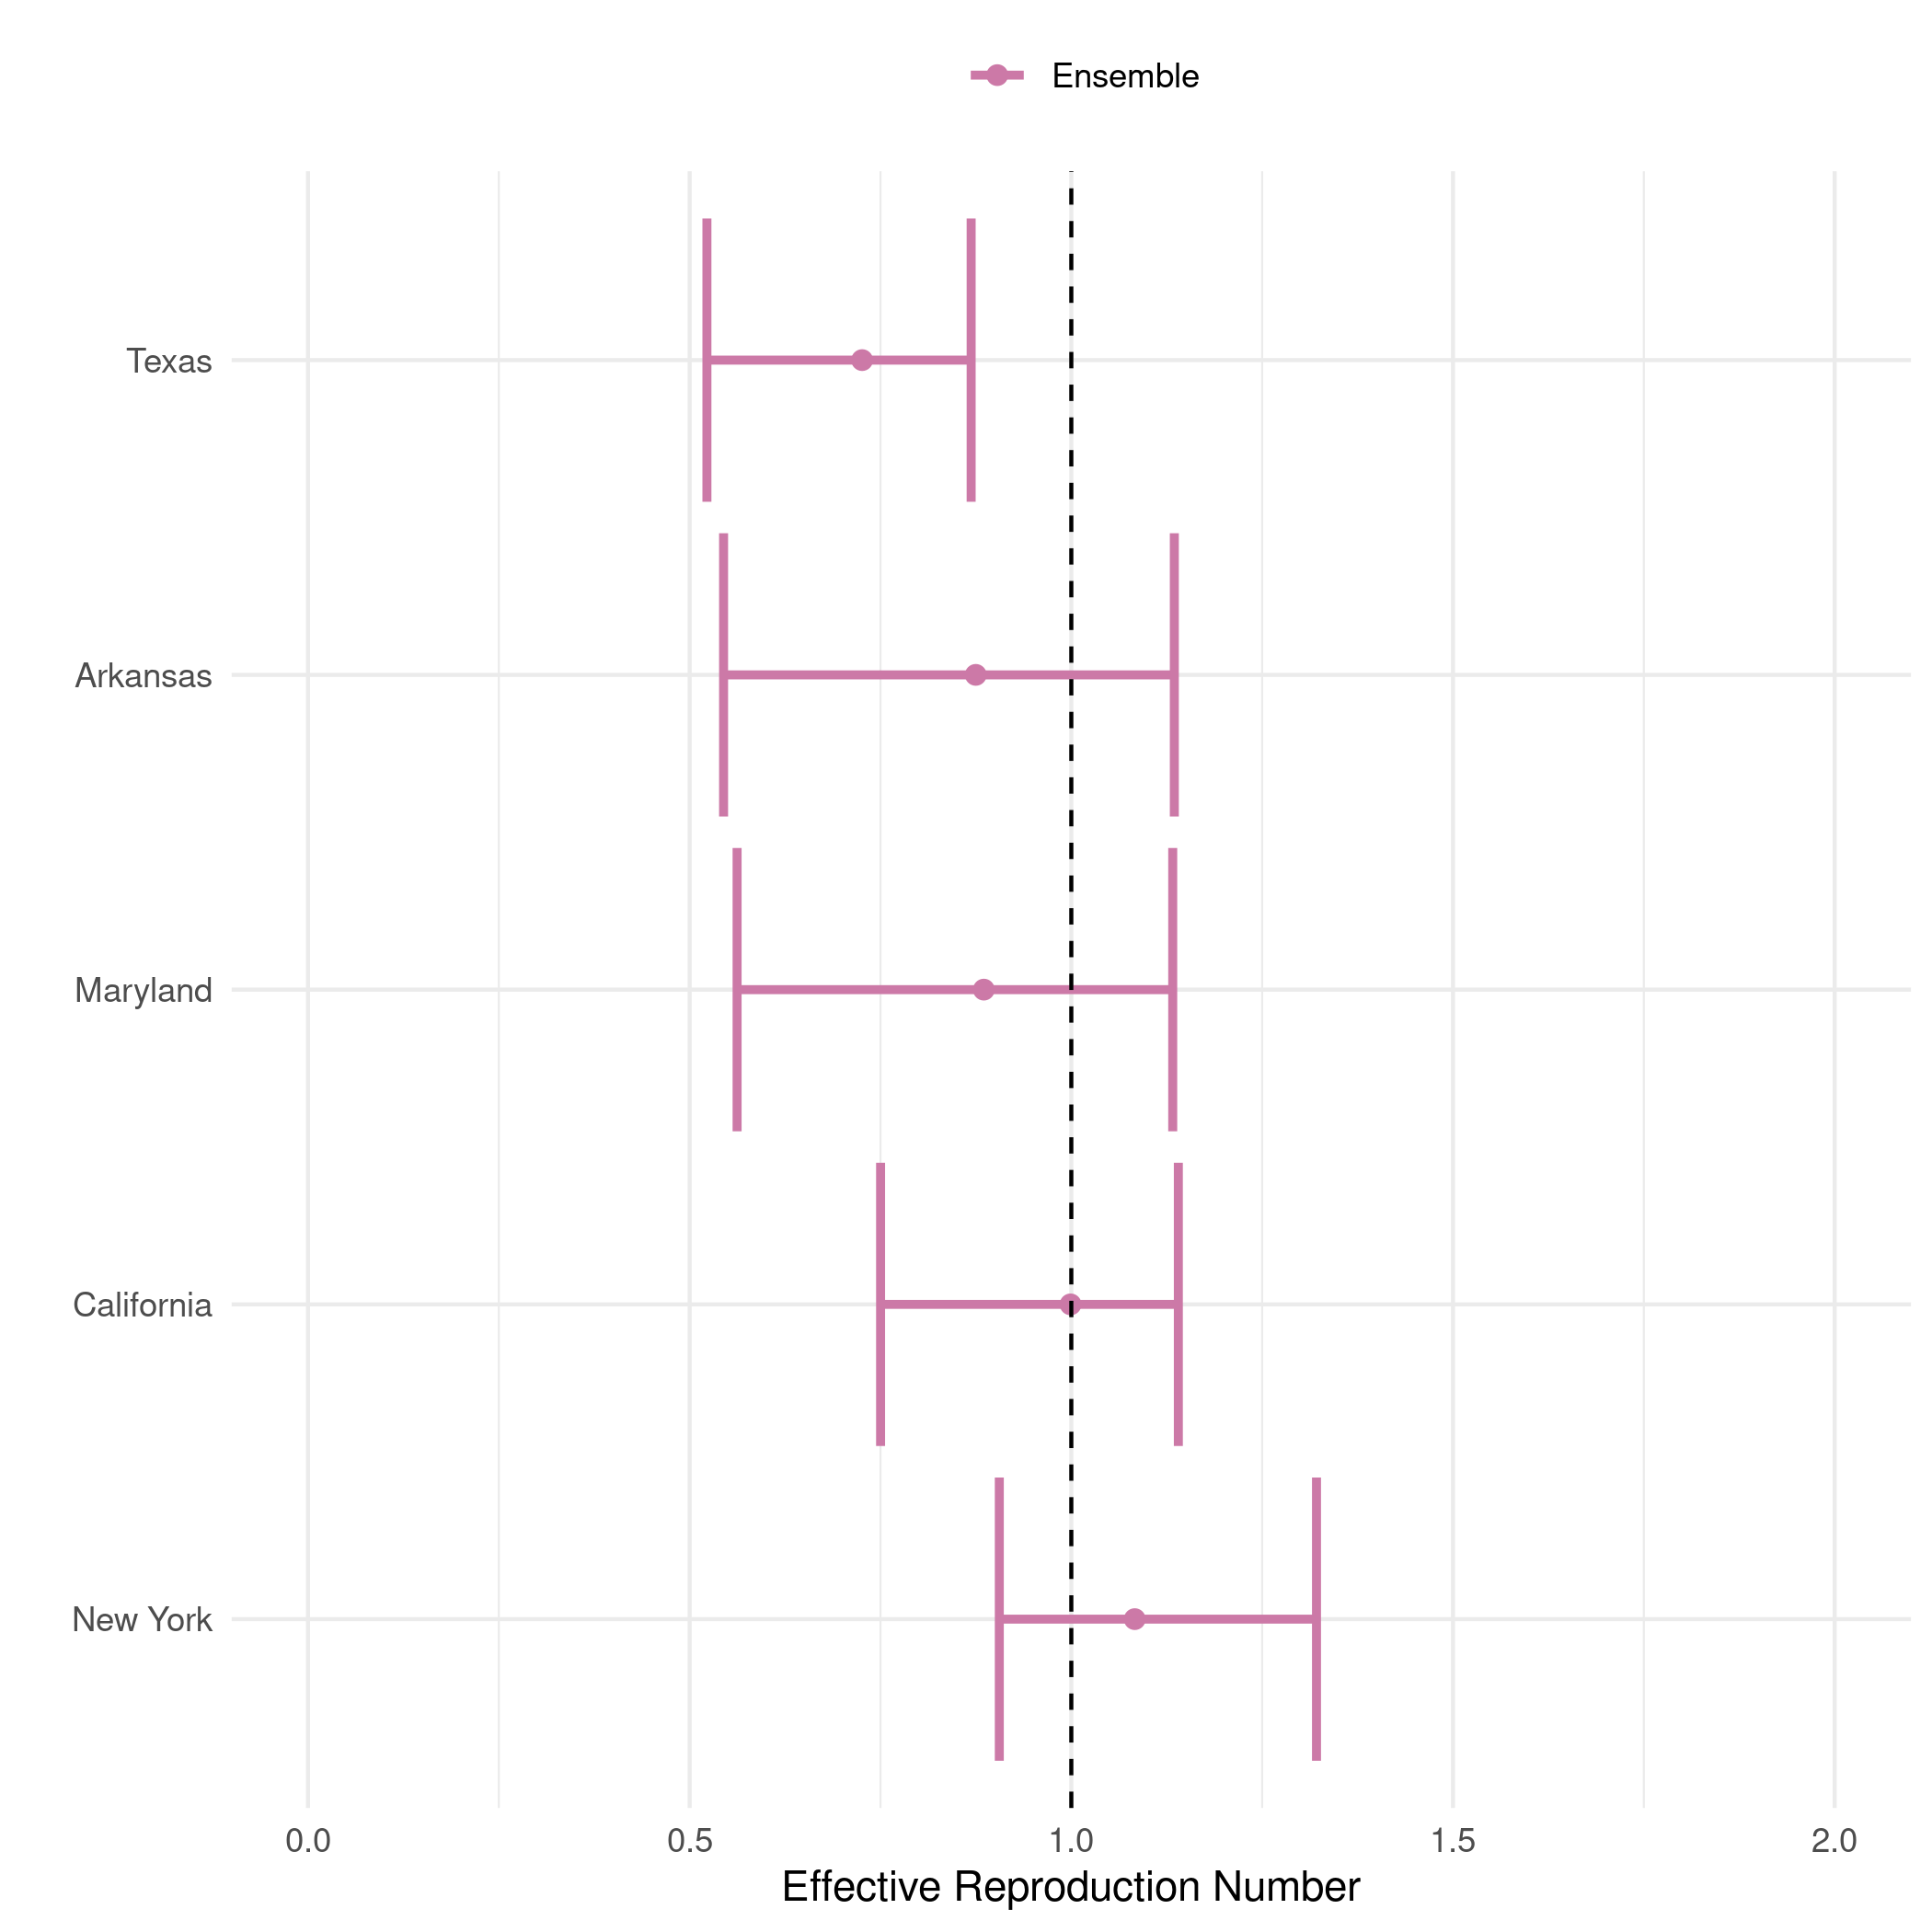 Ensemble
Texas
Arkansas
Maryland
California
New York
0.0 0.5 1.0 1.5 2.0
Effective Reproduction Number